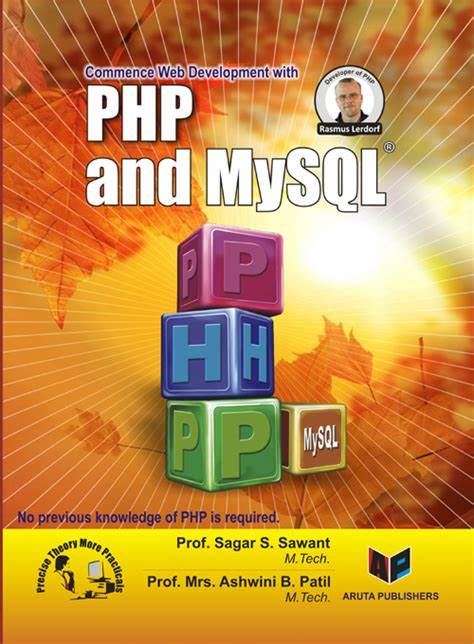 Commence Web Development with
PHP
and MySQL®
Developer of PHP
Rasmus Lerdorf
P P
H H
P P
MySQL
No previous knowledge of PHP is required.
Precise Theory More Practicals
Prof. Sagar S. Sawant
M.Tech.
Prof. Mrs. Ashwini B. Patil
M.Tech.
AP
ARUTA PUBLISHERS